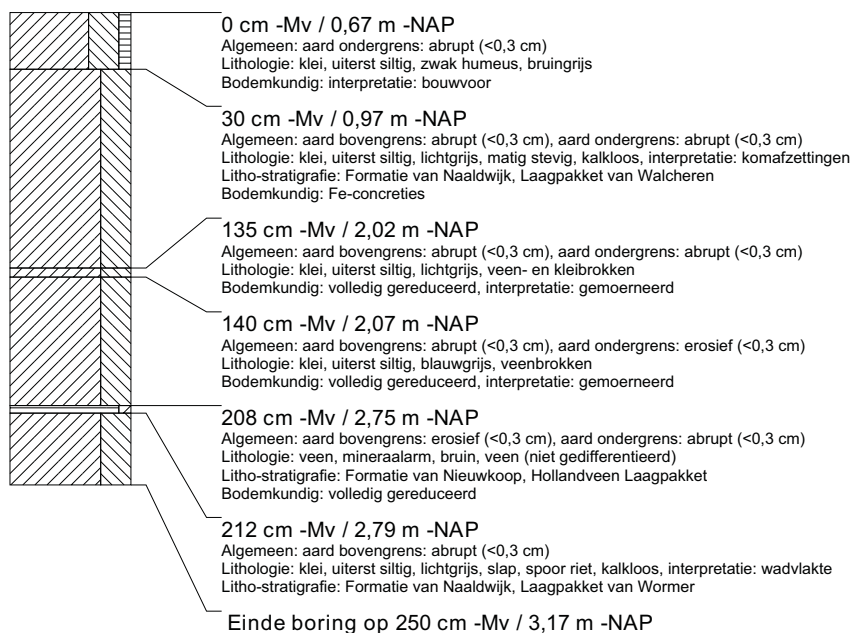 0 cm -Mv / 0,67 m -NAP
Algemeen: aard ondergrens: abrupt (<0,3 cm)
Lithologie: klei, uiterst siltig, zwak humeus, bruingrijs
Bodemkundig: interpretatie: bouwvoor
30 cm -Mv / 0,97 m -NAP
Algemeen: aard bovengrens: abrupt (<0,3 cm), aard ondergrens: abrupt (<0,3 cm)
Lithologie: klei, uiterst siltig, lichtgrijs, matig stevig, kalkloos, interpretatie: komafzettingen
Litho-stratigrafie: Formatie van Naaldwijk, Laagpakket van Walcheren
Bodemkundig: Fe-concreties
135 cm -Mv / 2,02 m -NAP
Algemeen: aard bovengrens: abrupt (<0,3 cm), aard ondergrens: abrupt (<0,3 cm)
Lithologie: klei, uiterst siltig, lichtgrijs, veen- en kleibrokken
Bodemkundig: volledig gereduceerd, interpretatie: gemoerneerd
140 cm -Mv / 2,07 m -NAP
Algemeen: aard bovengrens: abrupt (<0,3 cm), aard ondergrens: erosief (<0,3 cm)
Lithologie: klei, uiterst siltig, blauwgrijs, veenbrokken
Bodemkundig: volledig gereduceerd, interpretatie: gemoerneerd
208 cm -Mv / 2,75 m -NAP
Algemeen: aard bovengrens: erosief (<0,3 cm), aard ondergrens: abrupt (<0,3 cm)
Lithologie: veen, mineraalarm, bruin, veen (niet gedifferentieerd)
Litho-stratigrafie: Formatie van Nieuwkoop, Hollandveen Laagpakket
Bodemkundig: volledig gereduceerd
212 cm -Mv / 2,79 m -NAP
Algemeen: aard bovengrens: abrupt (<0,3 cm)
Lithologie: klei, uiterst siltig, lichtgrijs, slap, spoor riet, kalkloos, interpretatie: wadvlakte
Litho-stratigrafie: Formatie van Naaldwijk, Laagpakket van Wormer
Einde boring op 250 cm -Mv / 3,17 m -NAP